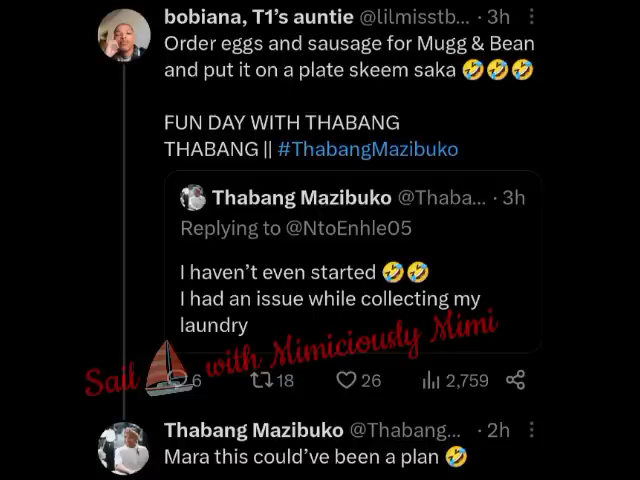 bobiana, T1’s auntie @lilmisstb... · 3h
Order eggs and sausage for Mugg & Bean
and put it on a plate skeem saka 🤣🤣🤣
FUN DAY WITH THABANG
THABANG || #ThabangMazibuko
Thabang Mazibuko @Thaba... · 3h
Replying to @NtoEnhle05
I haven’t even started 🤣🤣
I had an issue while collecting my
laundry
Sail with Mimiciously Mimi
6 18 26 2,759
Thabang Mazibuko @Thabang... · 2h
Mara this could’ve been a plan 🤣